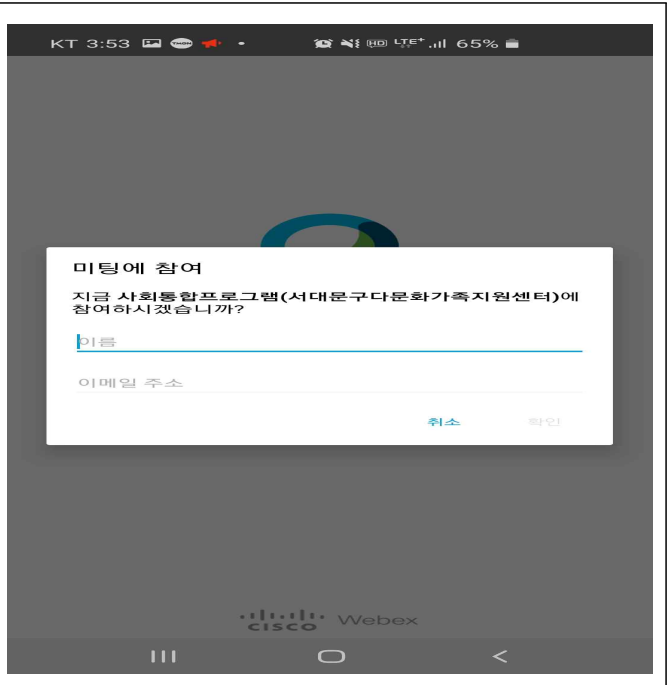 KT 3:53
HD LTE+ 65%
미팅에 참여
지금 사회통합프로그램(서대문구다문화가족지원센터)에
참여하시겠습니까?
이름
이메일 주소
취소 확인
CISCO Webex